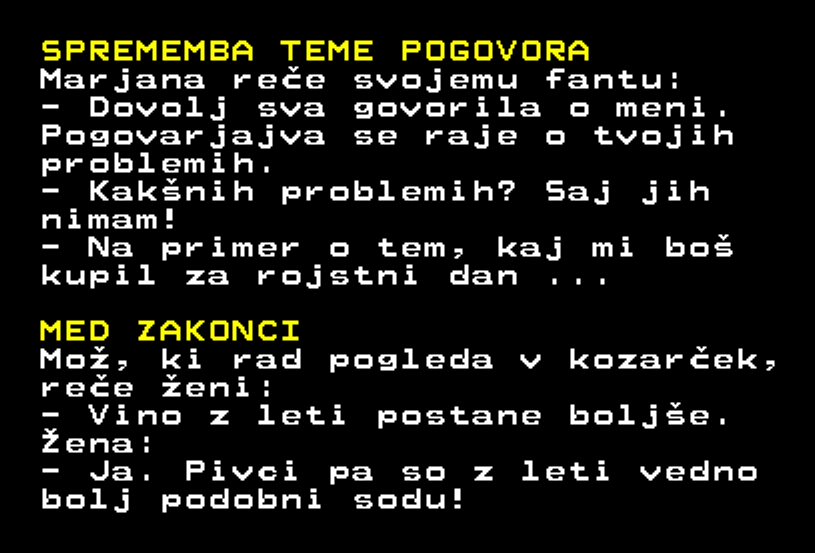 SPREMEMBA TEME POGOVORA
Marjana reče svojemu fantu:
- Dovolj sva govorila o meni.
Pogovarjajva se raje o tvojih
problemih.
- Kakšnih problemih? Saj jih
nimam!
- Na primer o tem, kaj mi boš
kupil za rojstni dan ...
MED ZAKONCI
Mož, ki rad pogleda v kozarček,
reče ženi:
- Vino z leti postane boljše.
Žena:
- Ja. Pivci pa so z leti vedno
bolj podobni sodu!